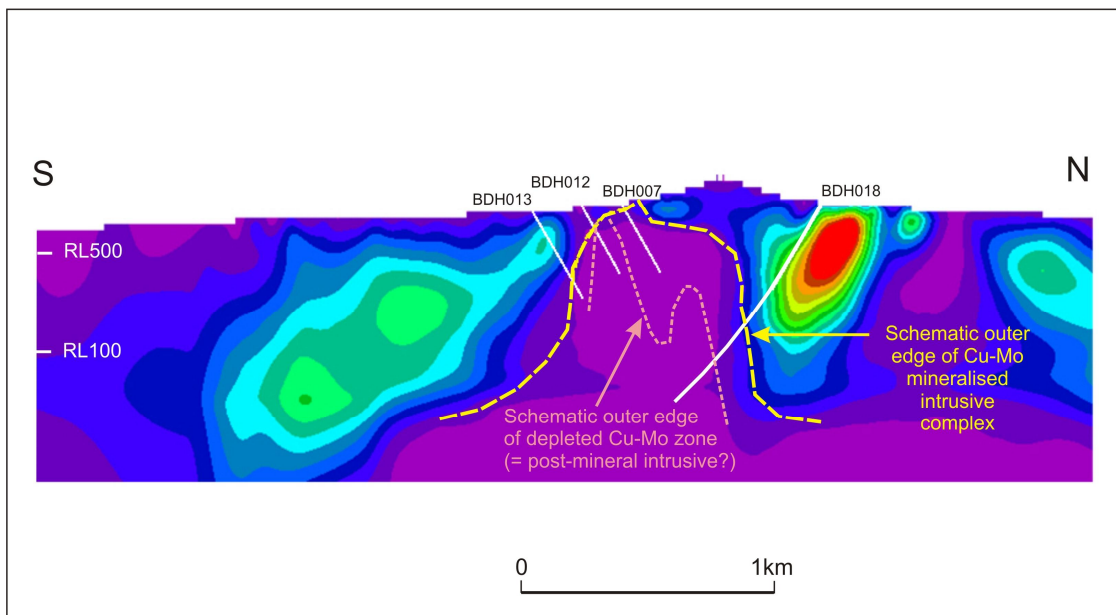 S
N
BDH013
BDH012
BDH007
BDH018
RL500
RL100
Schematic outer
edge of Cu-Mo
mineralised
intrusive
complex
Schematic outer edge
of depleted Cu-Mo zone
(= post-mineral intrusive?)
0
1km